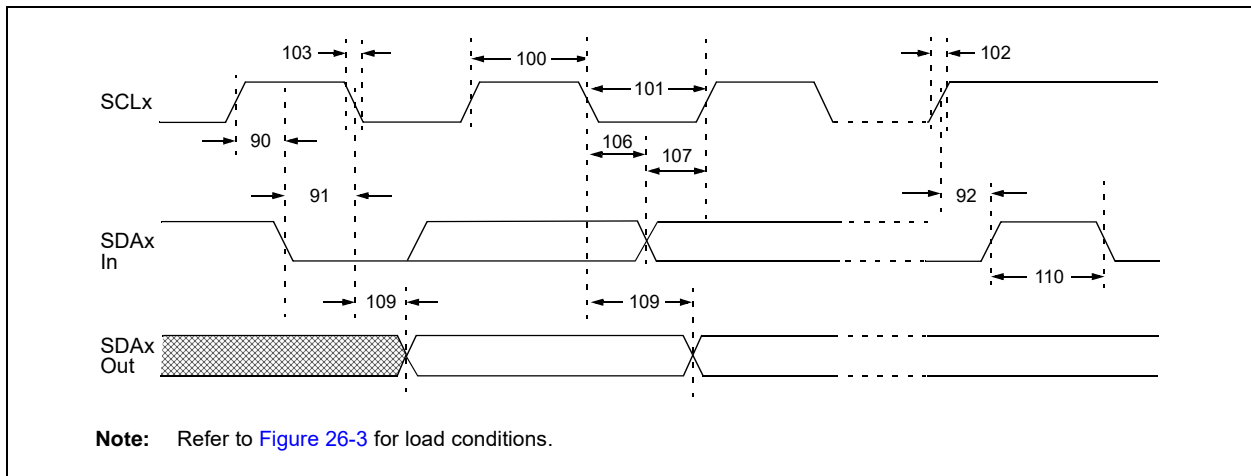 103
100
102
SCLx
101
90
106
107
91
92
SDAx
In
110
109
109
SDAx
Out
Note: Refer to Figure 26-3 for load conditions.